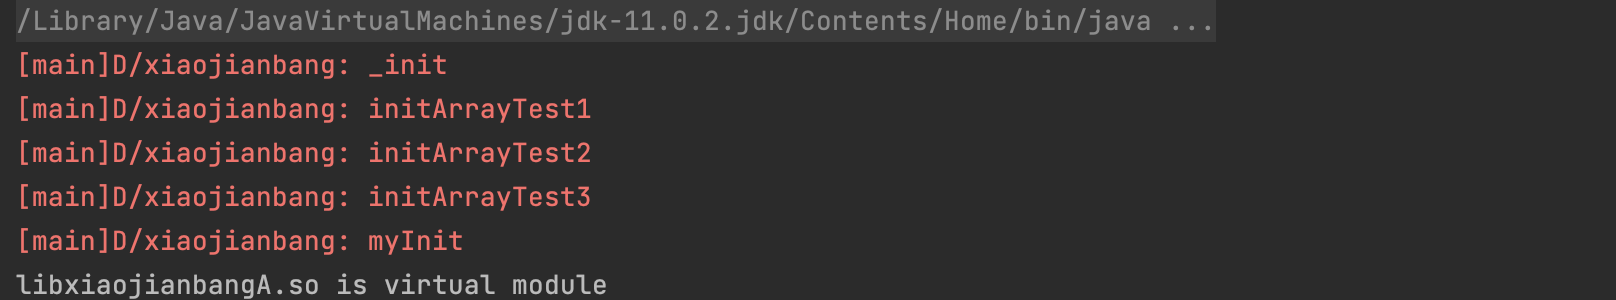 /Library/Java/JavaVirtualMachines/jdk-11.0.2.jdk/Contents/Home/bin/java ...
[main]D/xiaojianbang: _init
[main]D/xiaojianbang: initArrayTest1
[main]D/xiaojianbang: initArrayTest2
[main]D/xiaojianbang: initArrayTest3
[main]D/xiaojianbang: myInit
libxiaojianbangA.so is virtual module